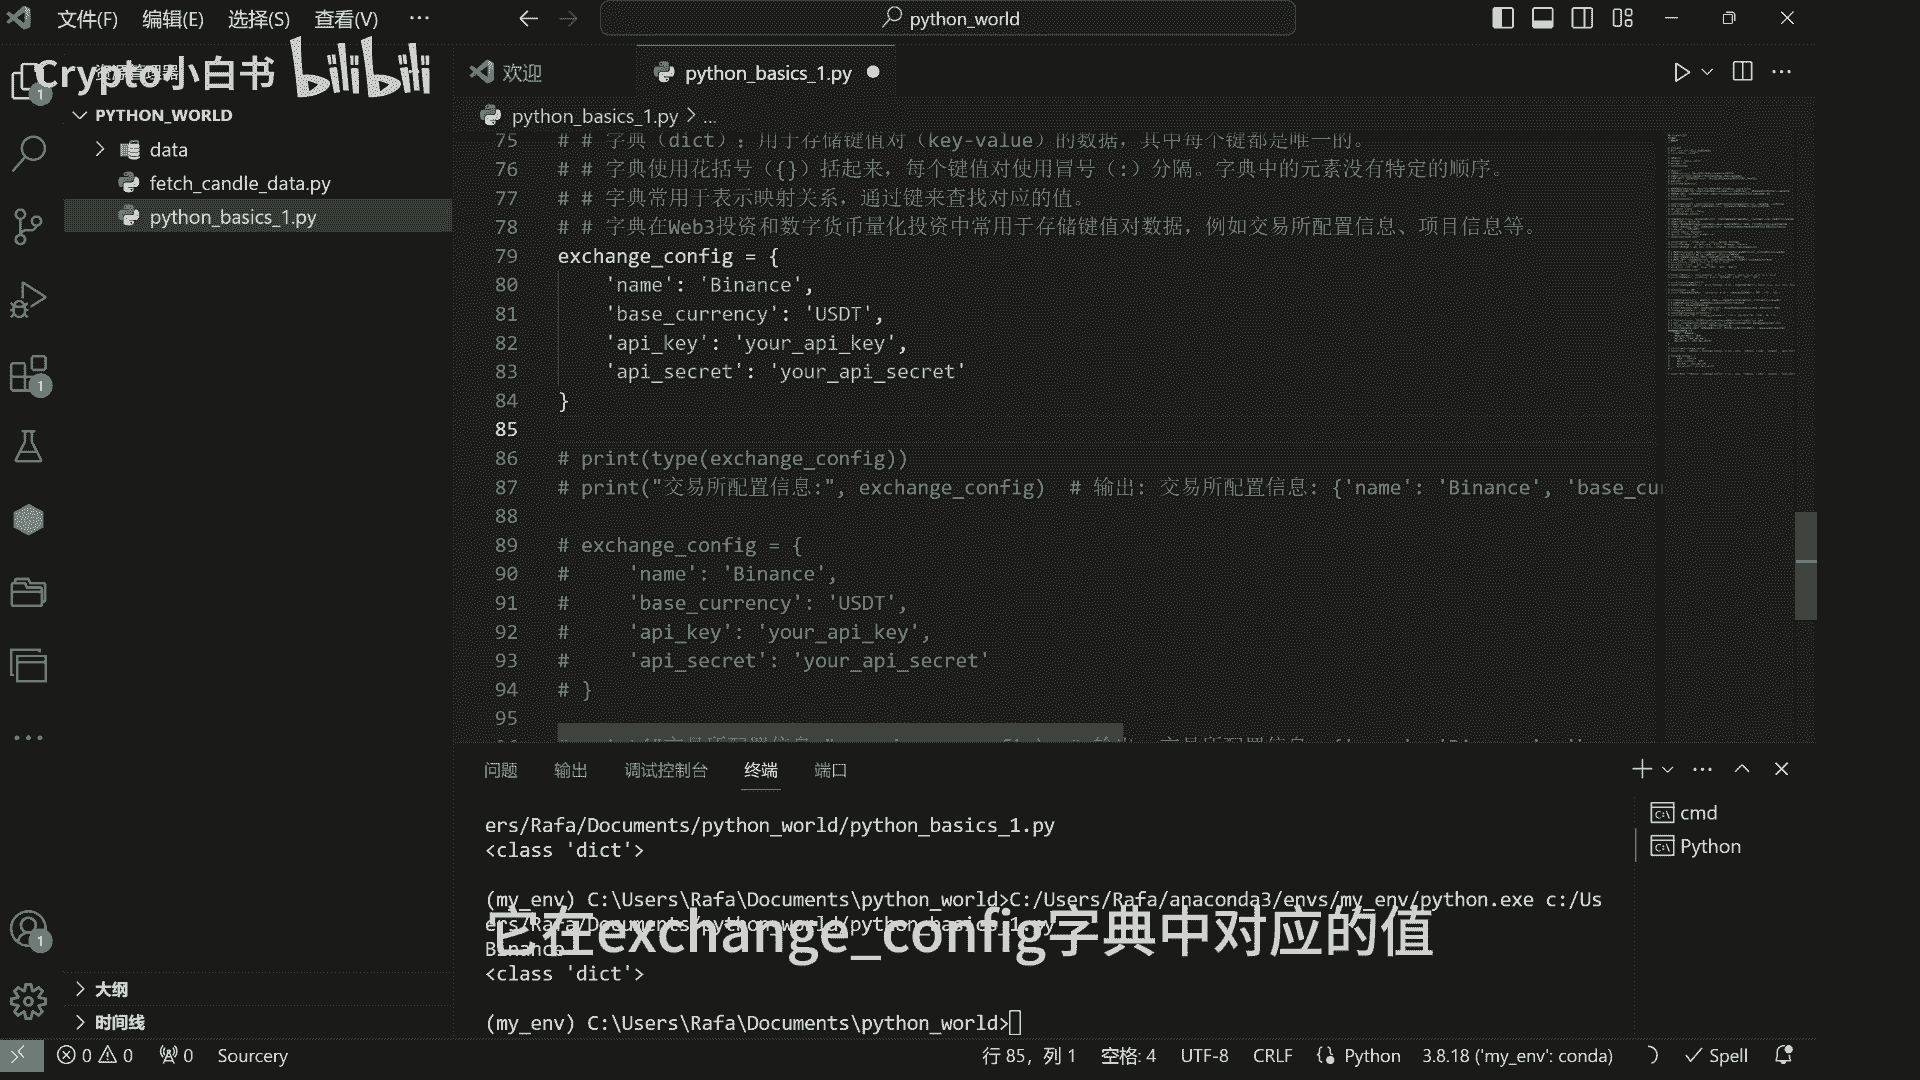 文件(F) 编辑(E) 选择(S) 查看(V) ··· python_world
Crypto小白书 bilibili
欢迎 python_basics_1.py
PYTHON_WORLD
data
fetch_candle_data.py
python_basics_1.py
python_basics_1.py > ...
75 # # 字典（dict）：用于存储键值对（key-value）的数据，其中每个键都是唯一的。
76 # # 字典使用花括号（{}）括起来，每个键值对使用冒号（:）分隔。字典中的元素没有特定的顺序。
77 # # 字典常用于表示映射关系，通过键来查找对应的值。
78 # # 字典在Web3投资和数字货币量化投资中常用于存储键值对数据，例如交易所配置信息、项目信息等。
79 exchange_config = {
80 'name': 'Binance',
81 'base_currency': 'USDT',
82 'api_key': 'your_api_key',
83 'api_secret': 'your_api_secret'
84 }
85
86 # print(type(exchange_config))
87 # print("交易所配置信息:", exchange_config)  # 输出: 交易所配置信息: {'name': 'Binance', 'base_cu
88
89 # exchange_config = {
90 #     'name': 'Binance',
91 #     'base_currency': 'USDT',
92 #     'api_key': 'your_api_key',
93 #     'api_secret': 'your_api_secret'
94 # }
95
问题 输出 调试控制台 终端 端口
cmd
Python
ers/Rafa/Documents/python_world/python_basics_1.py
<class 'dict'>
(my_env) C:\Users\Rafa\Documents\python_world>C:/Users/Rafa/anaconda3/envs/my_env/python.exe c:/Us
ers/Rafa/Documents/python_world/python_basics_1.py
Binance
<class 'dict'>
(my_env) C:\Users\Rafa\Documents\python_world>
它在exchange_config字典中对应的值
大纲
时间线
0 0 0 Sourcery 行 85，列 1 空格: 4 UTF-8 CRLF Python 3.8.18 ('my_env': conda) Spell